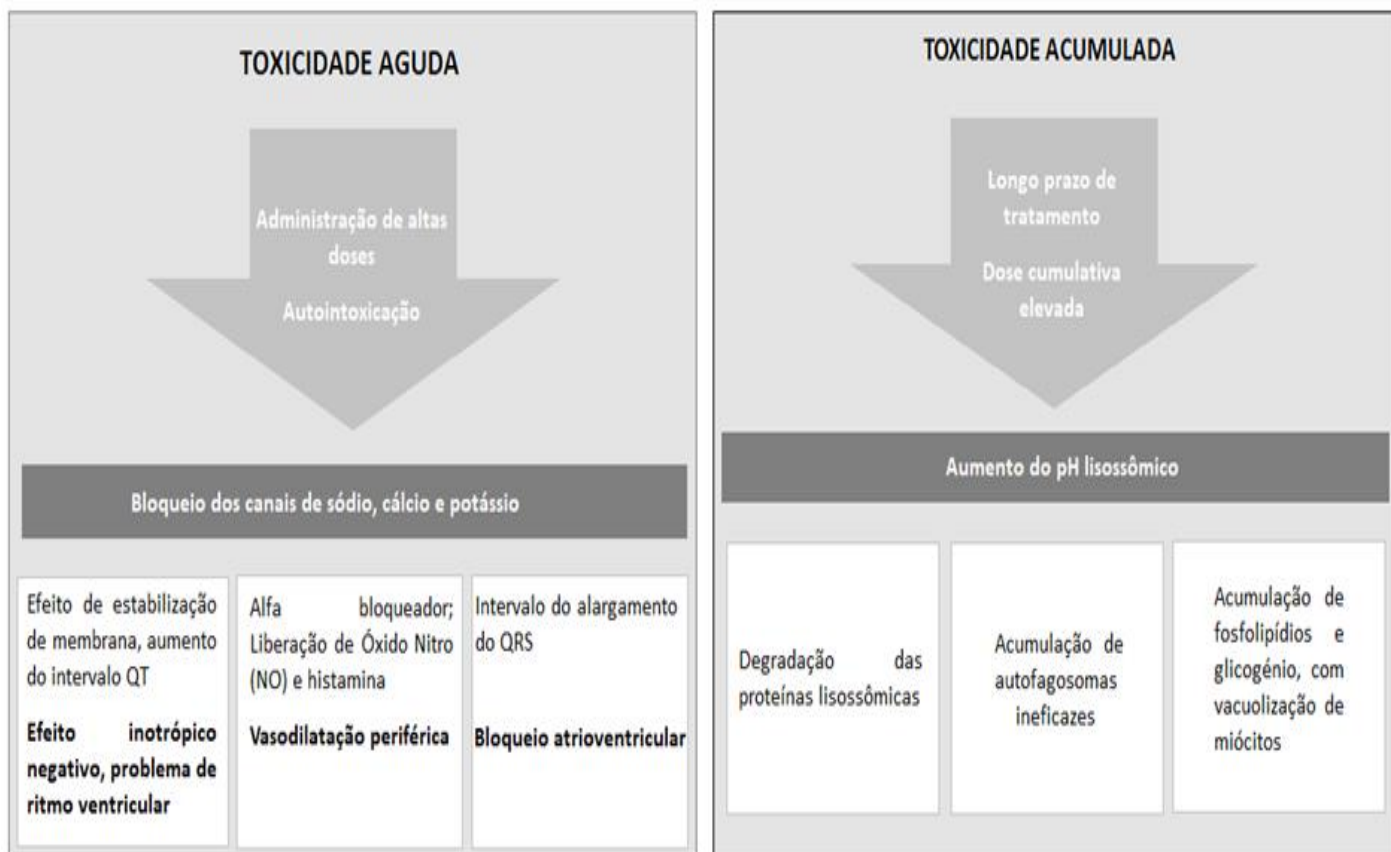 TOXICIDADE AGUDA
Administração de altas
doses
Autointoxicação
Bloqueio dos canais de sódio, cálcio e potássio
Efeito de estabilização
de membrana, aumento
do intervalo QT
Efeito inotrópico
negativo, problema de
ritmo ventricular
Alfa bloqueador;
Liberação de Óxido Nitro
(NO) e histamina
Vasodilatação periférica
Intervalo do alargamento
do QRS
Bloqueio atrioventricular
TOXICIDADE ACUMULADA
Longo prazo de
tratamento
Dose cumulativa
elevada
Aumento do pH lisossômico
Degradação das
proteínas lisossômicas
Acumulação de
autofagosomas
ineficazes
Acumulação de
fosfolipídios e
glicogénio, com
vacuolização de
miócitos